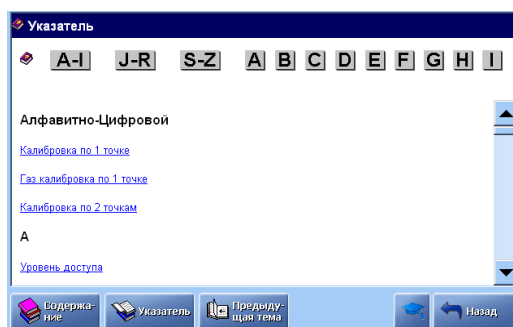 Указатель
A-I J-R S-Z A B C D E F G H I
Алфавитно-Цифровой
Калибровка по 1 точке
Газ калибровка по 1 точке
Калибровка по 2 точкам
A
Уровень доступа
Содержа-
ние
Указатель
Предыду-
щая тема
Назад